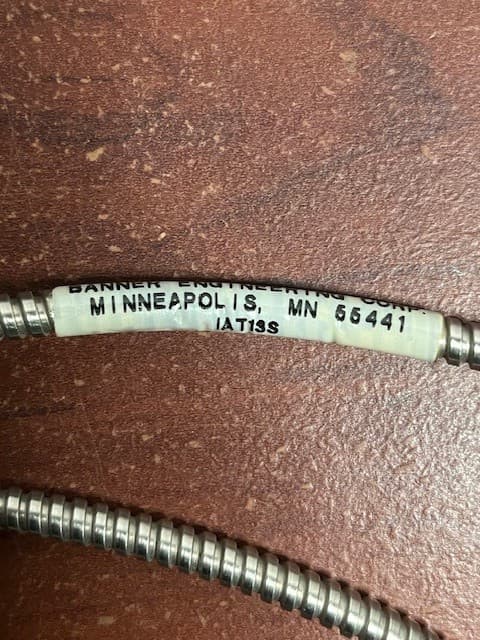 BANNER ENGINEERING CORP.
MINNEAPOLIS, MN 55441
IAT13S